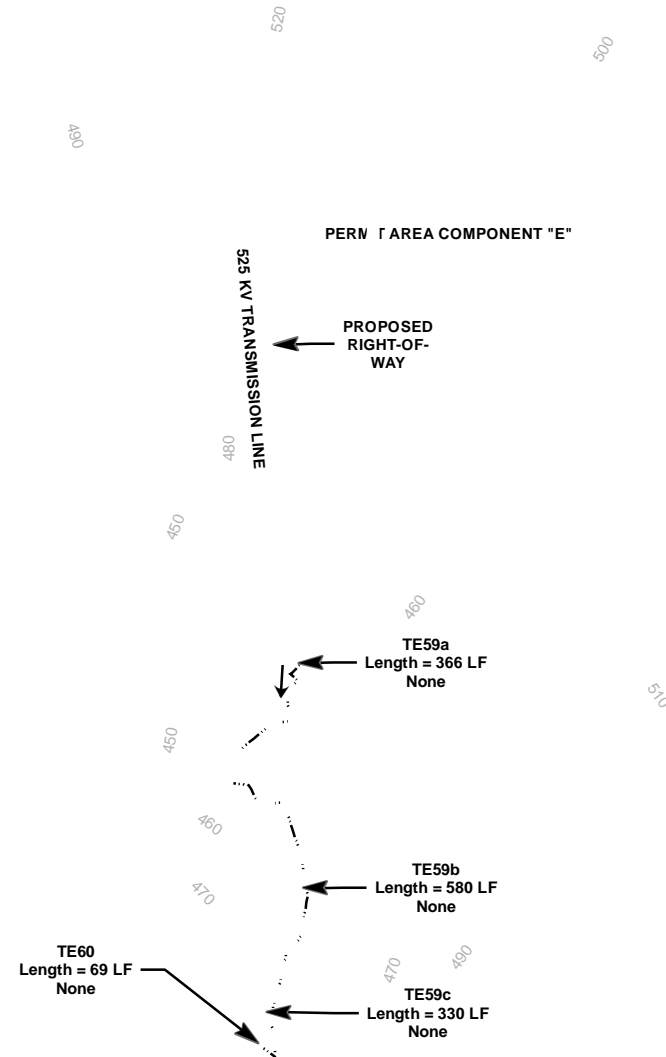 520
500
490
PERM T AREA COMPONENT "E"
525 KV TRANSMISSION LINE
PROPOSED
RIGHT-OF-
WAY
480
450
460
TE59a
Length = 366 LF
None
510
450
460
TE59b
Length = 580 LF
None
470
TE60
Length = 69 LF
None
470
490
TE59c
Length = 330 LF
None